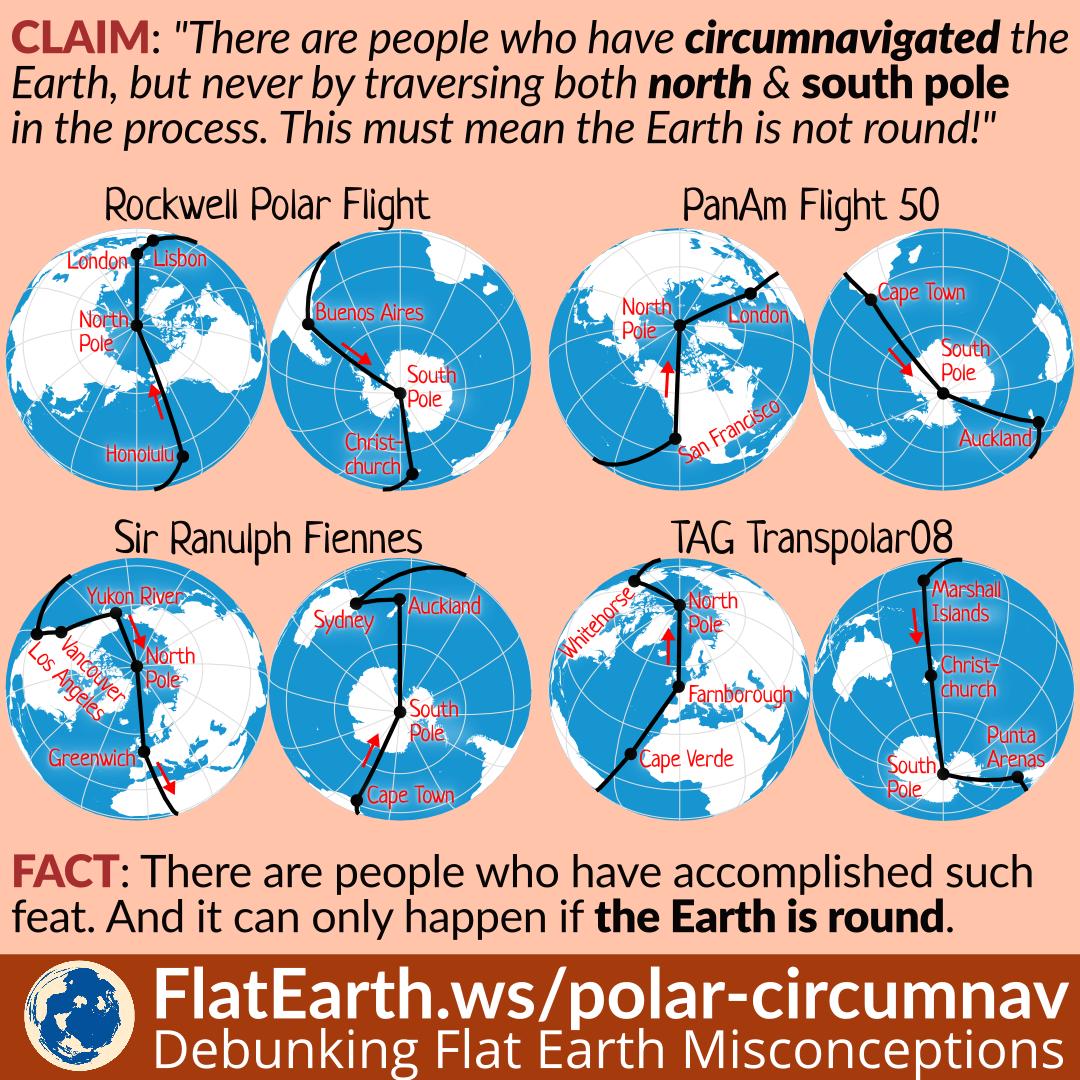 CLAIM: "There are people who have circumnavigated the
Earth, but never by traversing both north & south pole
in the process. This must mean the Earth is not round!"
Rockwell Polar Flight
London
Lisbon
North
Pole
Honolulu
Buenos Aires
South
Pole
Christ-
church
PanAm Flight 50
North
Pole
London
San Francisco
Cape Town
South
Pole
Auckland
Sir Ranulph Fiennes
Yukon River
Vancouver
Los Angeles
North
Pole
Greenwich
Sydney
Auckland
South
Pole
Cape Town
TAG Transpolar08
Whitehorse
North
Pole
Farnborough
Cape Verde
Marshall
Islands
Christ-
church
Punta
Arenas
South
Pole
FACT: There are people who have accomplished such
feat. And it can only happen if the Earth is round.
FlatEarth.ws/polar-circumnav
Debunking Flat Earth Misconceptions